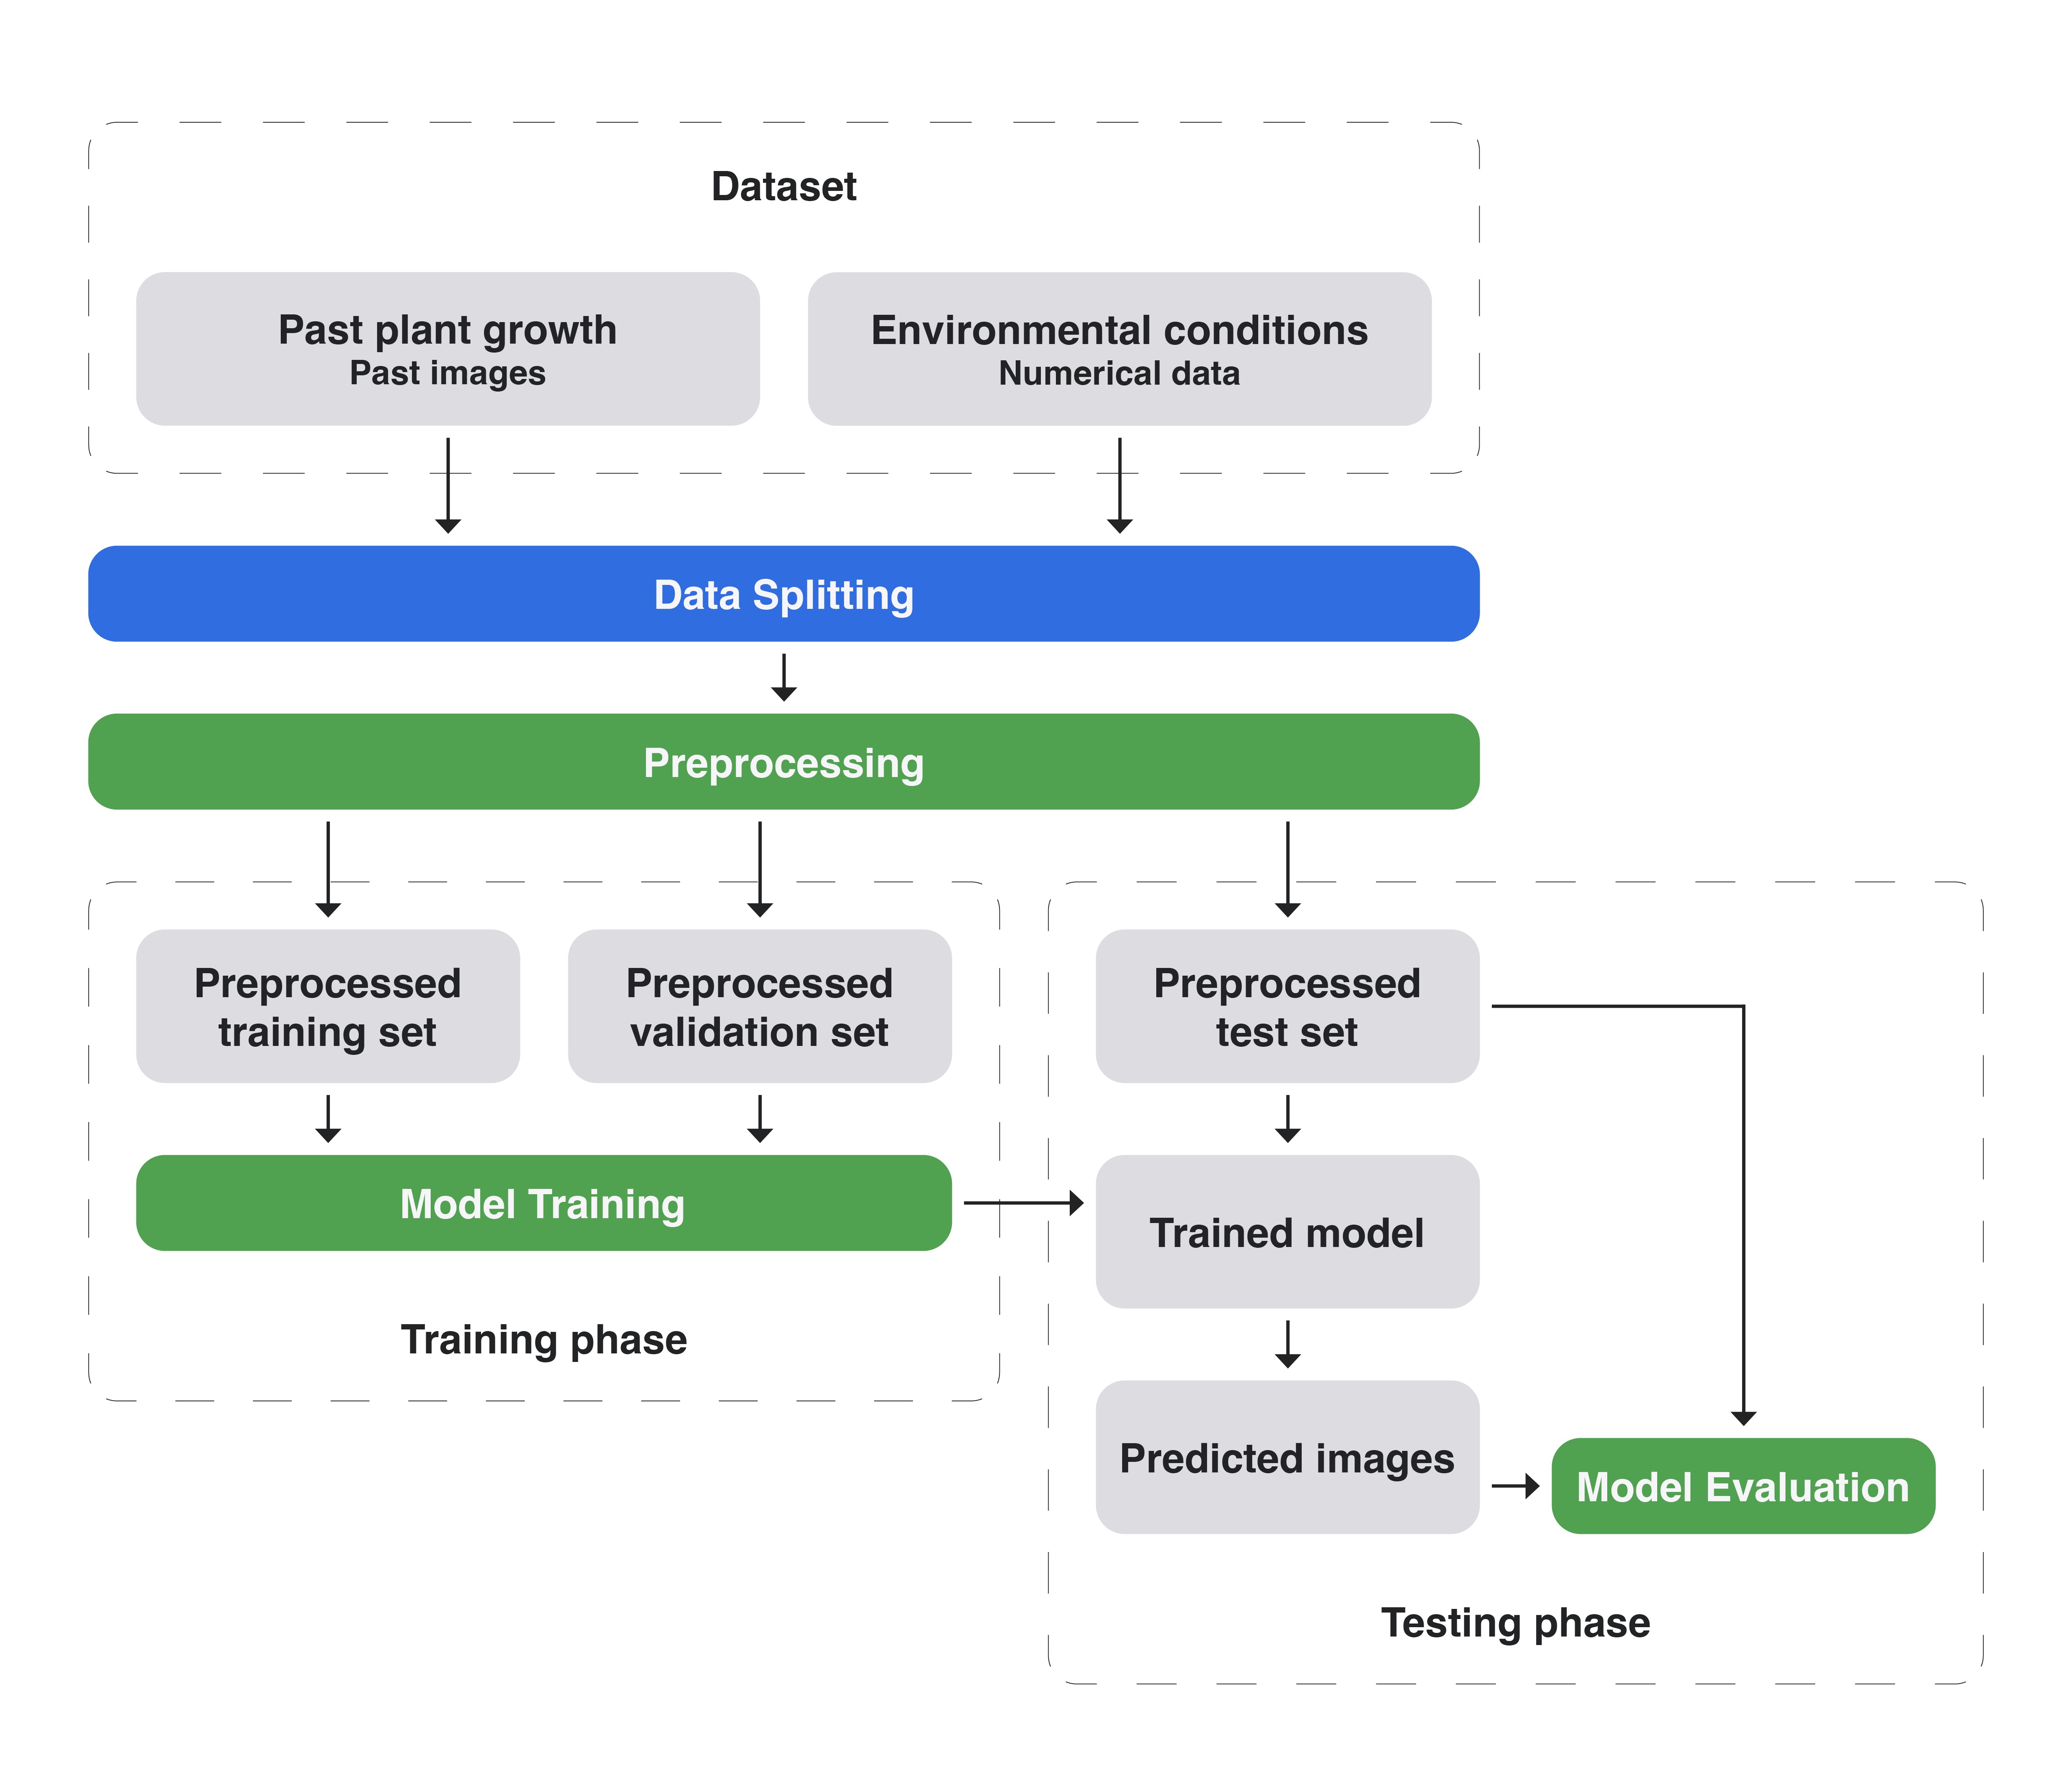 Dataset
Past plant growth
Past images
Environmental conditions
Numerical data
Data Splitting
Preprocessing
Preprocessed
training set
Preprocessed
validation set
Preprocessed
test set
Model Training
Trained model
Training phase
Predicted images
Model Evaluation
Testing phase